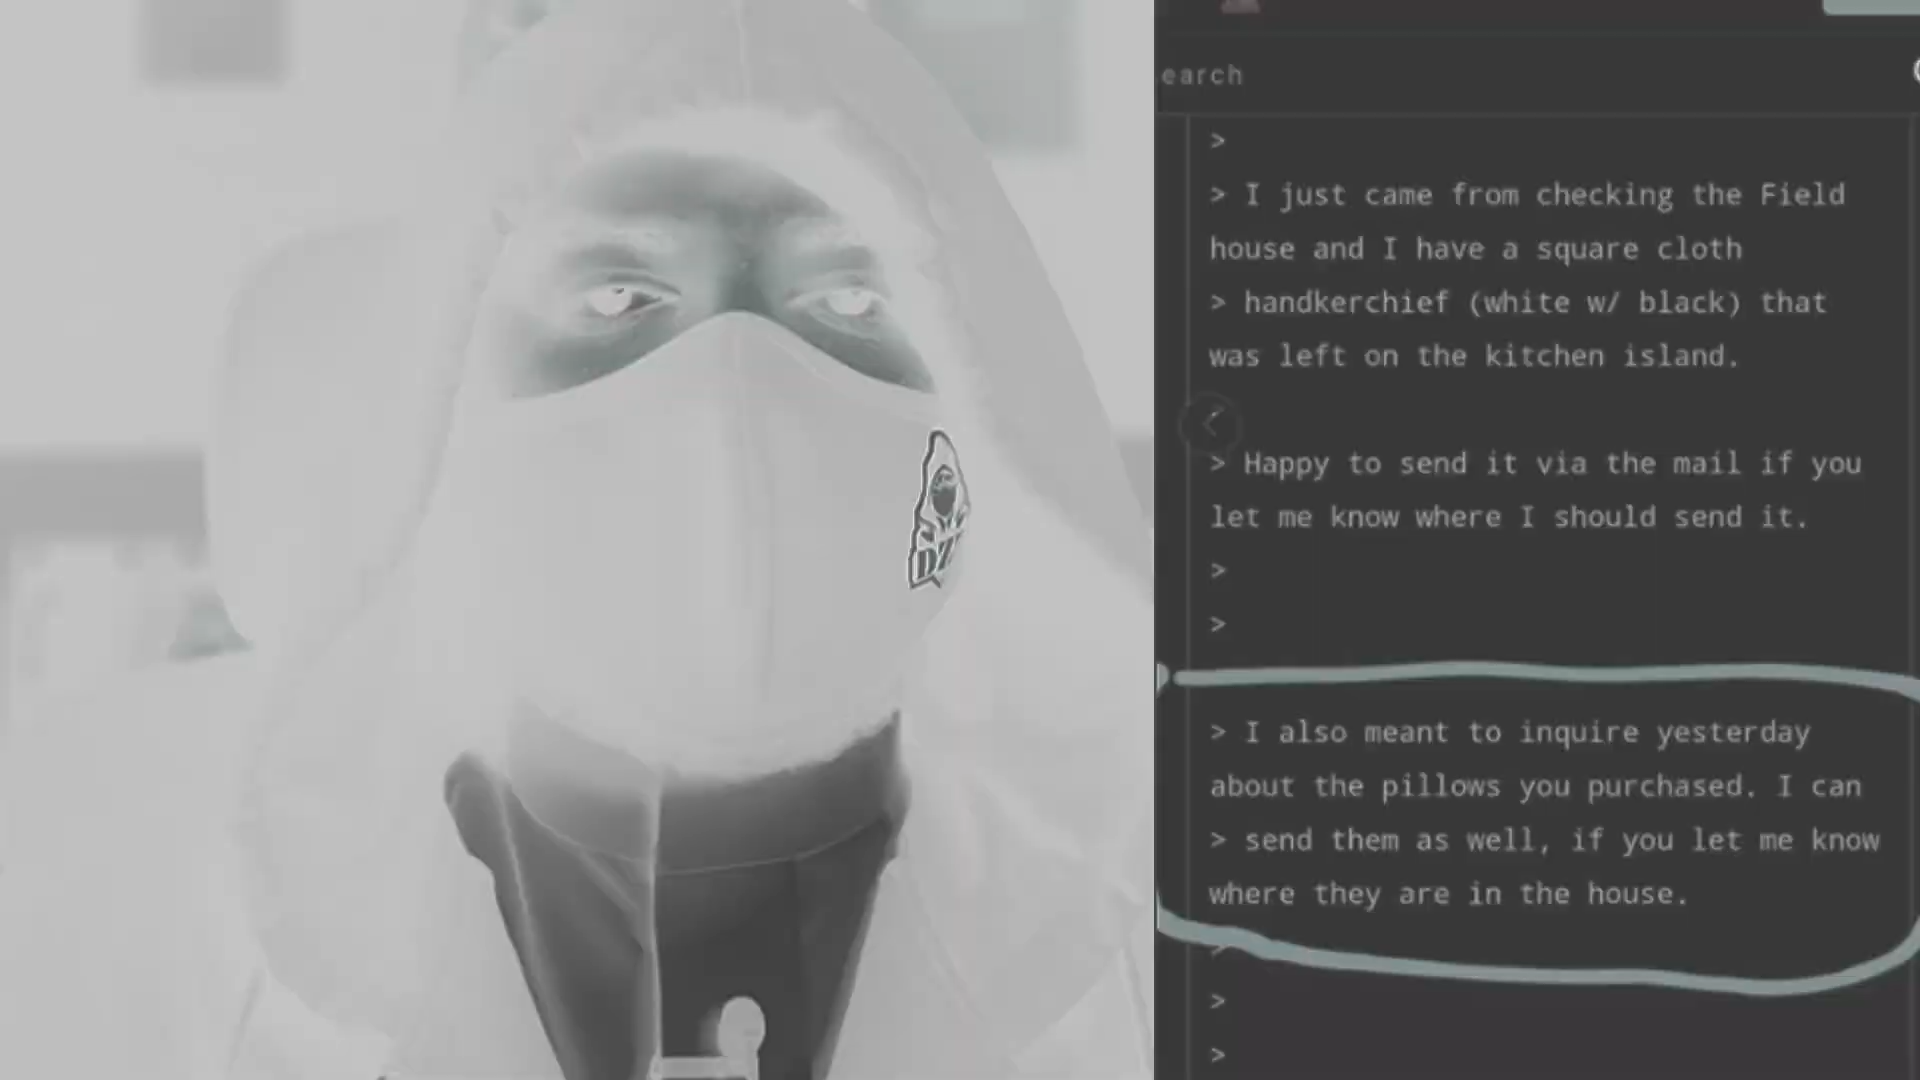 earch
>
> I just came from checking the Field
house and I have a square cloth
> handkerchief (white w/ black) that
was left on the kitchen island.
> Happy to send it via the mail if you
let me know where I should send it.
>
>
> I also meant to inquire yesterday
about the pillows you purchased. I can
> send them as well, if you let me know
where they are in the house.
>
>
>